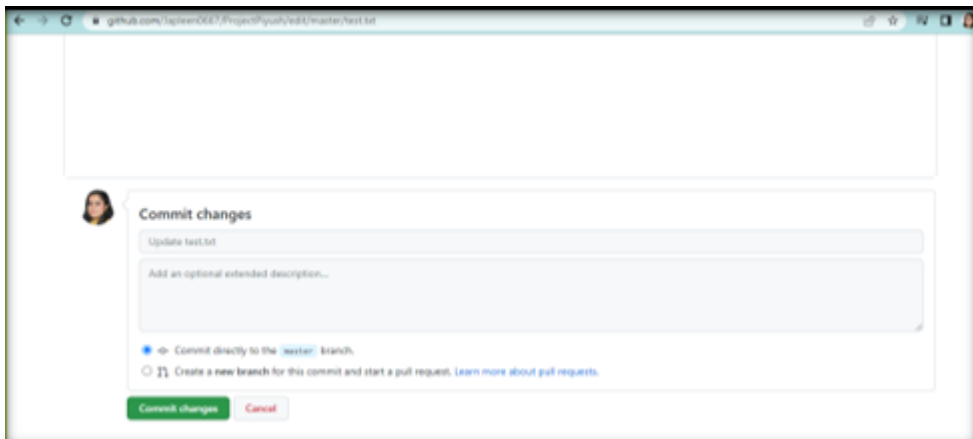 github.com/Japleen0667/ProjectPiyush/edit/master/test.txt
Commit changes
Update test.txt
Add an optional extended description...
Commit directly to the master branch.
Create a new branch for this commit and start a pull request. Learn more about pull requests.
Commit changes
Cancel